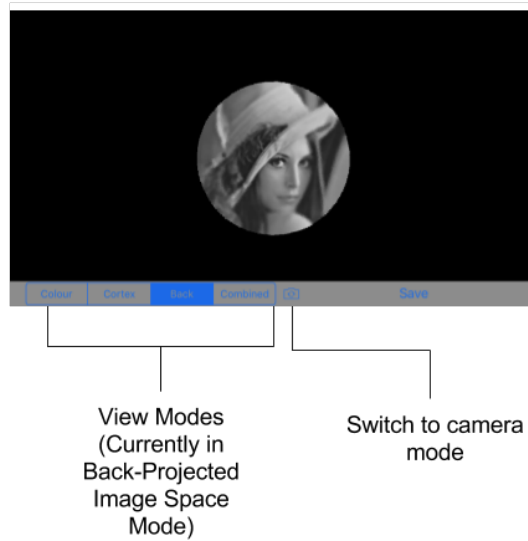 Colour Cortex Back Combined Save
View Modes
(Currently in
Back-Projected
Image Space
Mode)
Switch to camera
mode